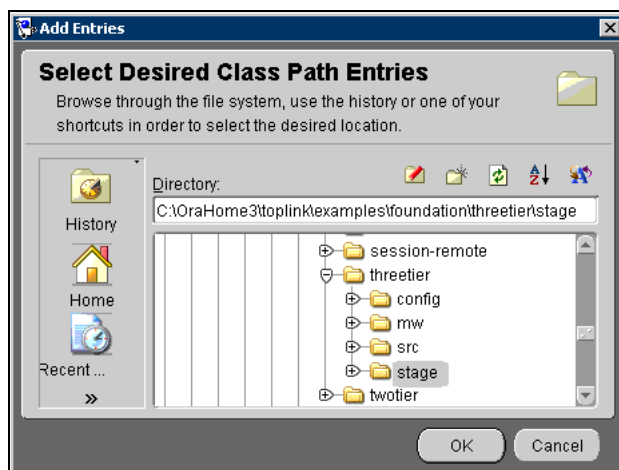 Add Entries
Select Desired Class Path Entries
Browse through the file system, use the history or one of your
shortcuts in order to select the desired location.
Directory:
C:\OraHome3\toplink\examples\foundation\threetier\stage
History
Home
Recent ...
»
session-remote
threetier
config
mw
src
stage
twotier
OK
Cancel